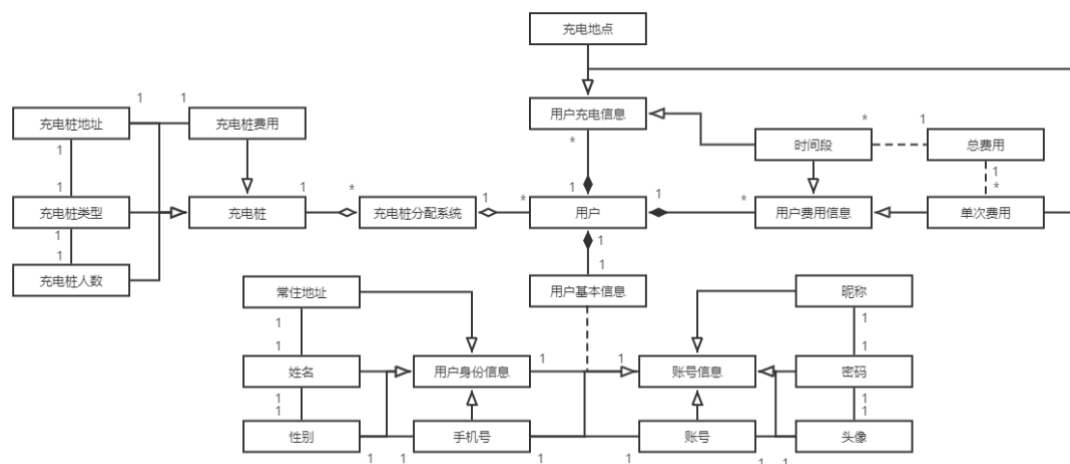 充电地点
用户充电信息
*
1
1
充电桩地址
充电桩费用
时间段
*
1
总费用
1
*
1
1
充电桩类型
充电桩
1
*
充电桩分配系统
1
*
用户
1
1
*
用户费用信息
单次费用
1
1
充电桩人数
1
1
用户基本信息
常住地址
昵称
1
1
姓名
用户身份信息
1
1
账号信息
1
1
密码
1
1
性别
手机号
账号
1
1
头像
1
1
1
1
1
1